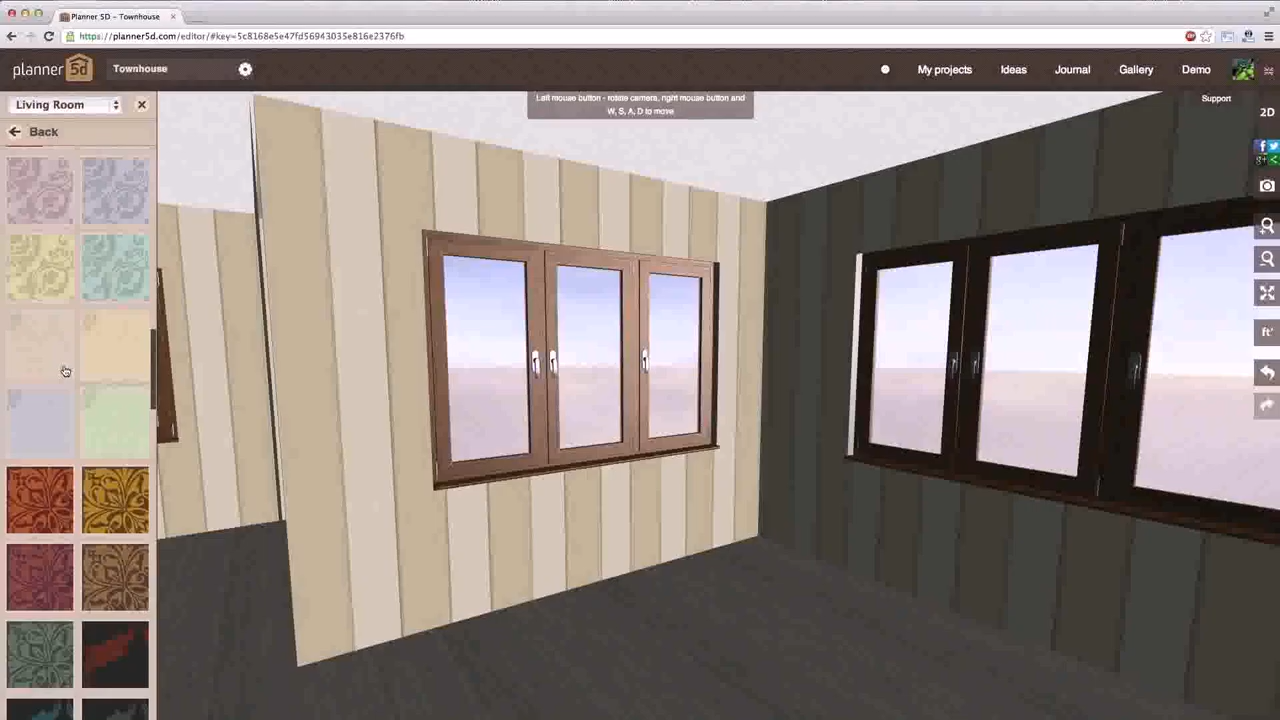 Planner 5D – Townhouse
https://planner5d.com/editor/#key=5c8168e5e47fd56943035e816e2376fb
planner 5d
Townhouse
My projects
Ideas
Journal
Gallery
Demo
Living Room
Left mouse button - rotate camera, right mouse button and
W, S, A, D to move
Support
2D
Back
ft'